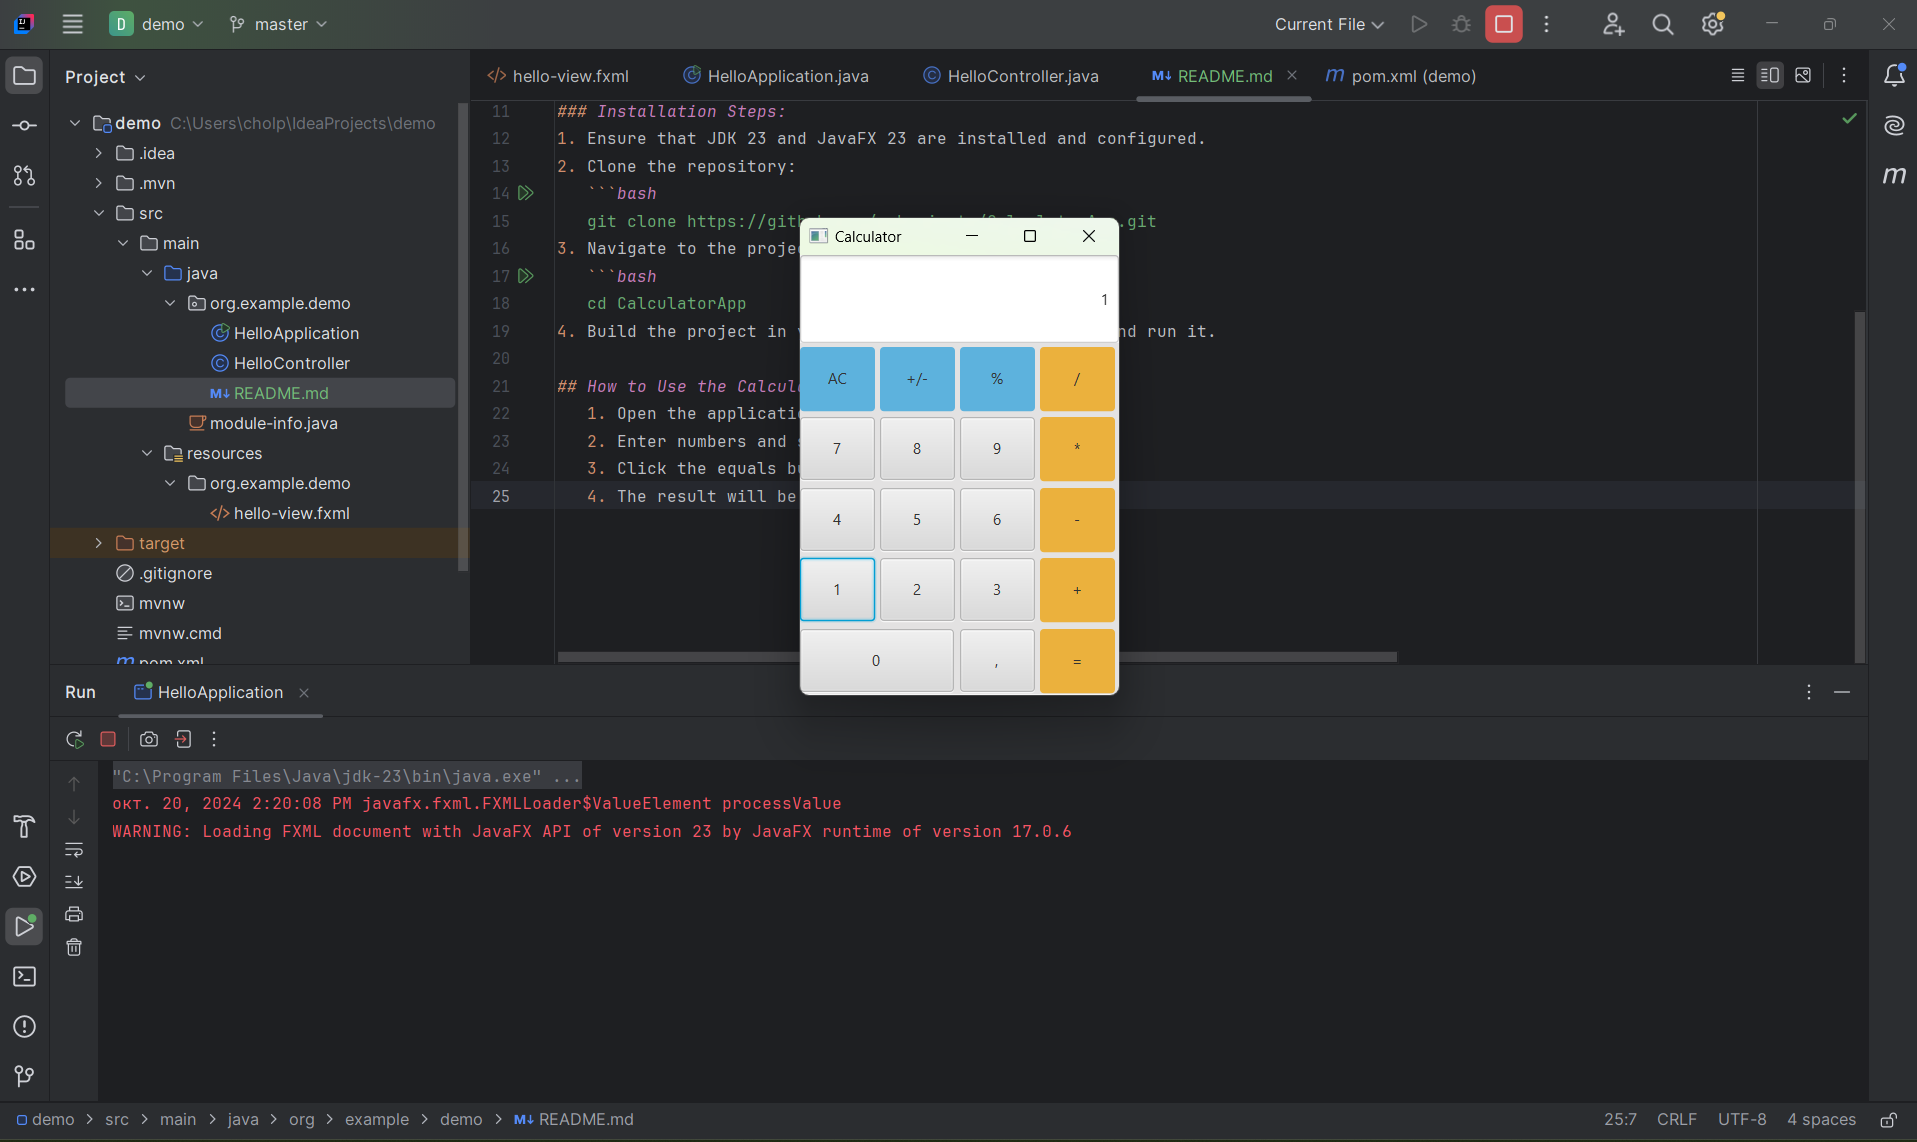 D demo master Current File
Project
hello-view.fxml HelloApplication.java HelloController.java M↓ README.md m pom.xml (demo)
demo C:\Users\cholp\IdeaProjects\demo
.idea
.mvn
src
main
java
org.example.demo
HelloApplication
HelloController
M↓ README.md
module-info.java
resources
org.example.demo
hello-view.fxml
target
.gitignore
mvnw
mvnw.cmd
m pom.xml
11 ### Installation Steps:
12 1. Ensure that JDK 23 and JavaFX 23 are installed and configured.
13 2. Clone the repository:
14 ```bash
15 git clone https://gith .git
16 3. Navigate to the proje
17 ```bash
18 cd CalculatorApp
19 4. Build the project in nd run it.
20
21 ## How to Use the Calcul
22 1. Open the applicati
23 2. Enter numbers and
24 3. Click the equals b
25 4. The result will be
Calculator
1
AC +/- % /
7 8 9 *
4 5 6 -
1 2 3 +
0 , =
Run HelloApplication
"C:\Program Files\Java\jdk-23\bin\java.exe" ...
окт. 20, 2024 2:20:08 PM javafx.fxml.FXMLLoader$ValueElement processValue
WARNING: Loading FXML document with JavaFX API of version 23 by JavaFX runtime of version 17.0.6
demo > src > main > java > org > example > demo > M↓ README.md 25:7 CRLF UTF-8 4 spaces